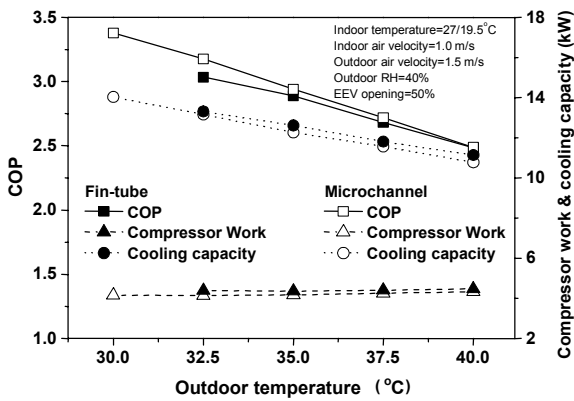 3.5
3.0
2.5
2.0
1.5
1.0
COP
18
14
10
6
2
Compressor work & cooling capacity (kW)
Indoor temperature=27/19.5°C
Indoor air velocity=1.0 m/s
Outdoor air velocity=1.5 m/s
Outdoor RH=40%
EEV opening=50%
Fin-tube
COP
Compressor Work
Cooling capacity
Microchannel
COP
Compressor Work
Cooling capacity
30.0 32.5 35.0 37.5 40.0
Outdoor temperature (°C)